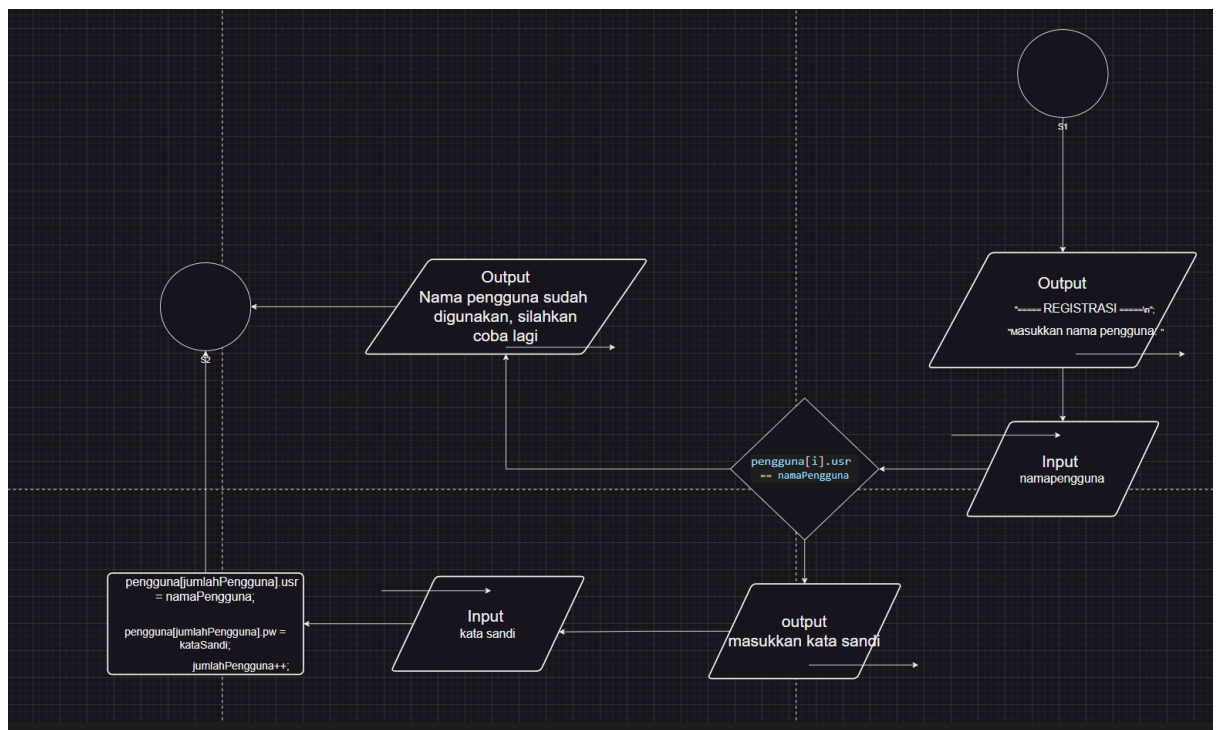 S1
Output
"===== REGISTRASI =====\n";
"Masukkan nama pengguna: "
Input
namapengguna
pengguna[i].usr
== namaPengguna
Output
Nama pengguna sudah
digunakan, silahkan
coba lagi
S2
output
masukkan kata sandi
Input
kata sandi
pengguna[jumlahPengguna].usr
= namaPengguna;
pengguna[jumlahPengguna].pw =
kataSandi;
jumlahPengguna++;